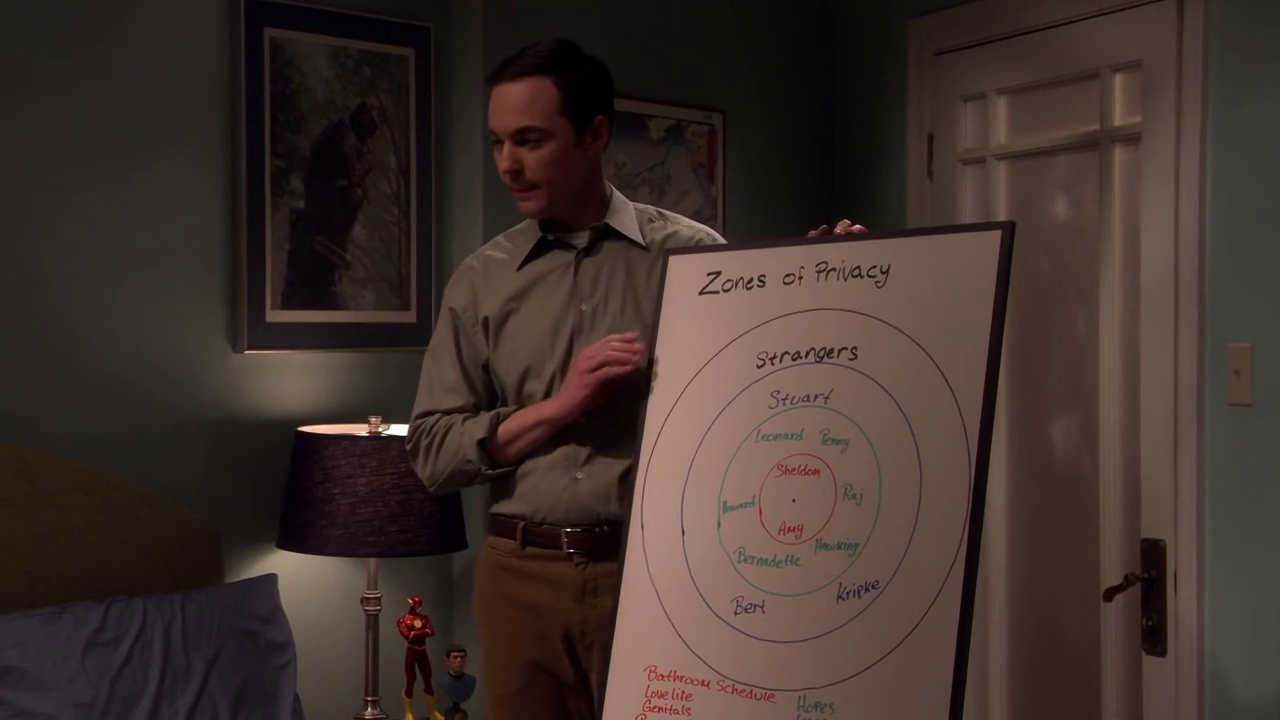 Zones of Privacy
Strangers
Stuart
Leonard Penny
Sheldon
Howard
Raj
Amy
Hawking
Bernadette
Kripke
Bert
Bathroom Schedule
Love life
Genitals
Hopes